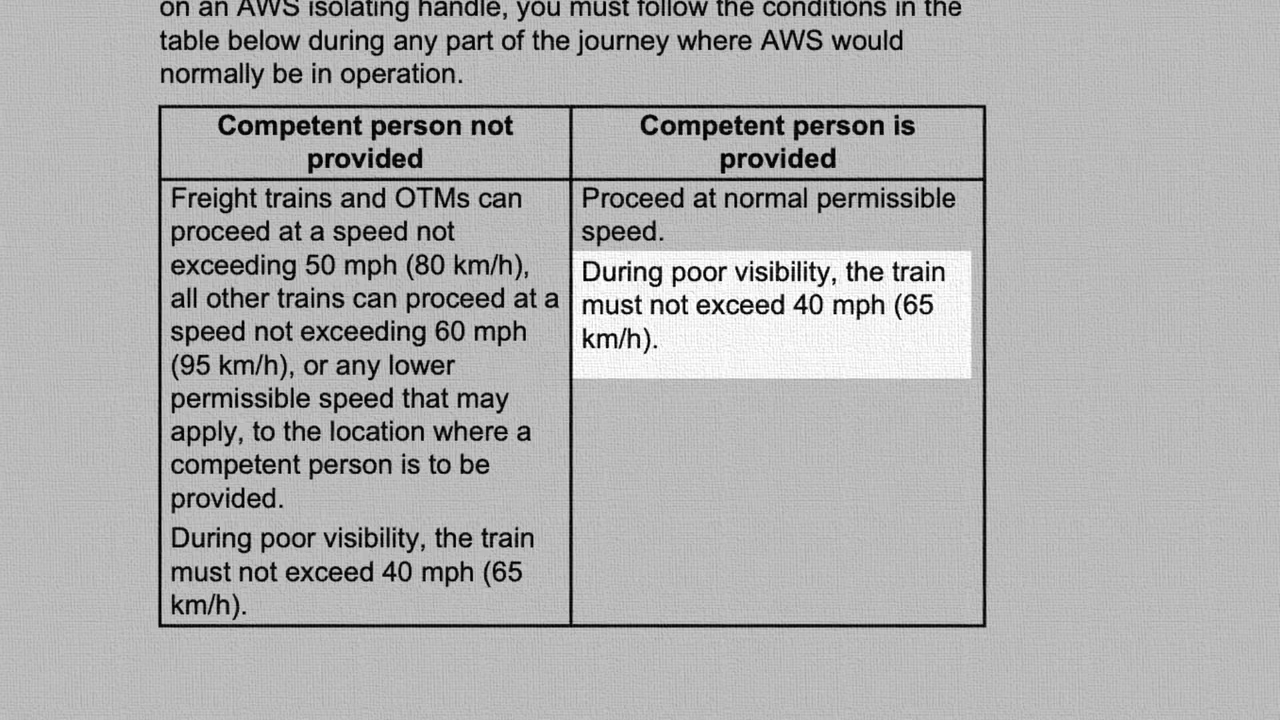 on an AWS isolating handle, you must follow the conditions in the
table below during any part of the journey where AWS would
normally be in operation.
Competent person not
provided
Competent person is
provided
Freight trains and OTMs can
proceed at a speed not
exceeding 50 mph (80 km/h),
all other trains can proceed at a
speed not exceeding 60 mph
(95 km/h), or any lower
permissible speed that may
apply, to the location where a
competent person is to be
provided.
During poor visibility, the train
must not exceed 40 mph (65
km/h).
Proceed at normal permissible
speed.
During poor visibility, the train
must not exceed 40 mph (65
km/h).